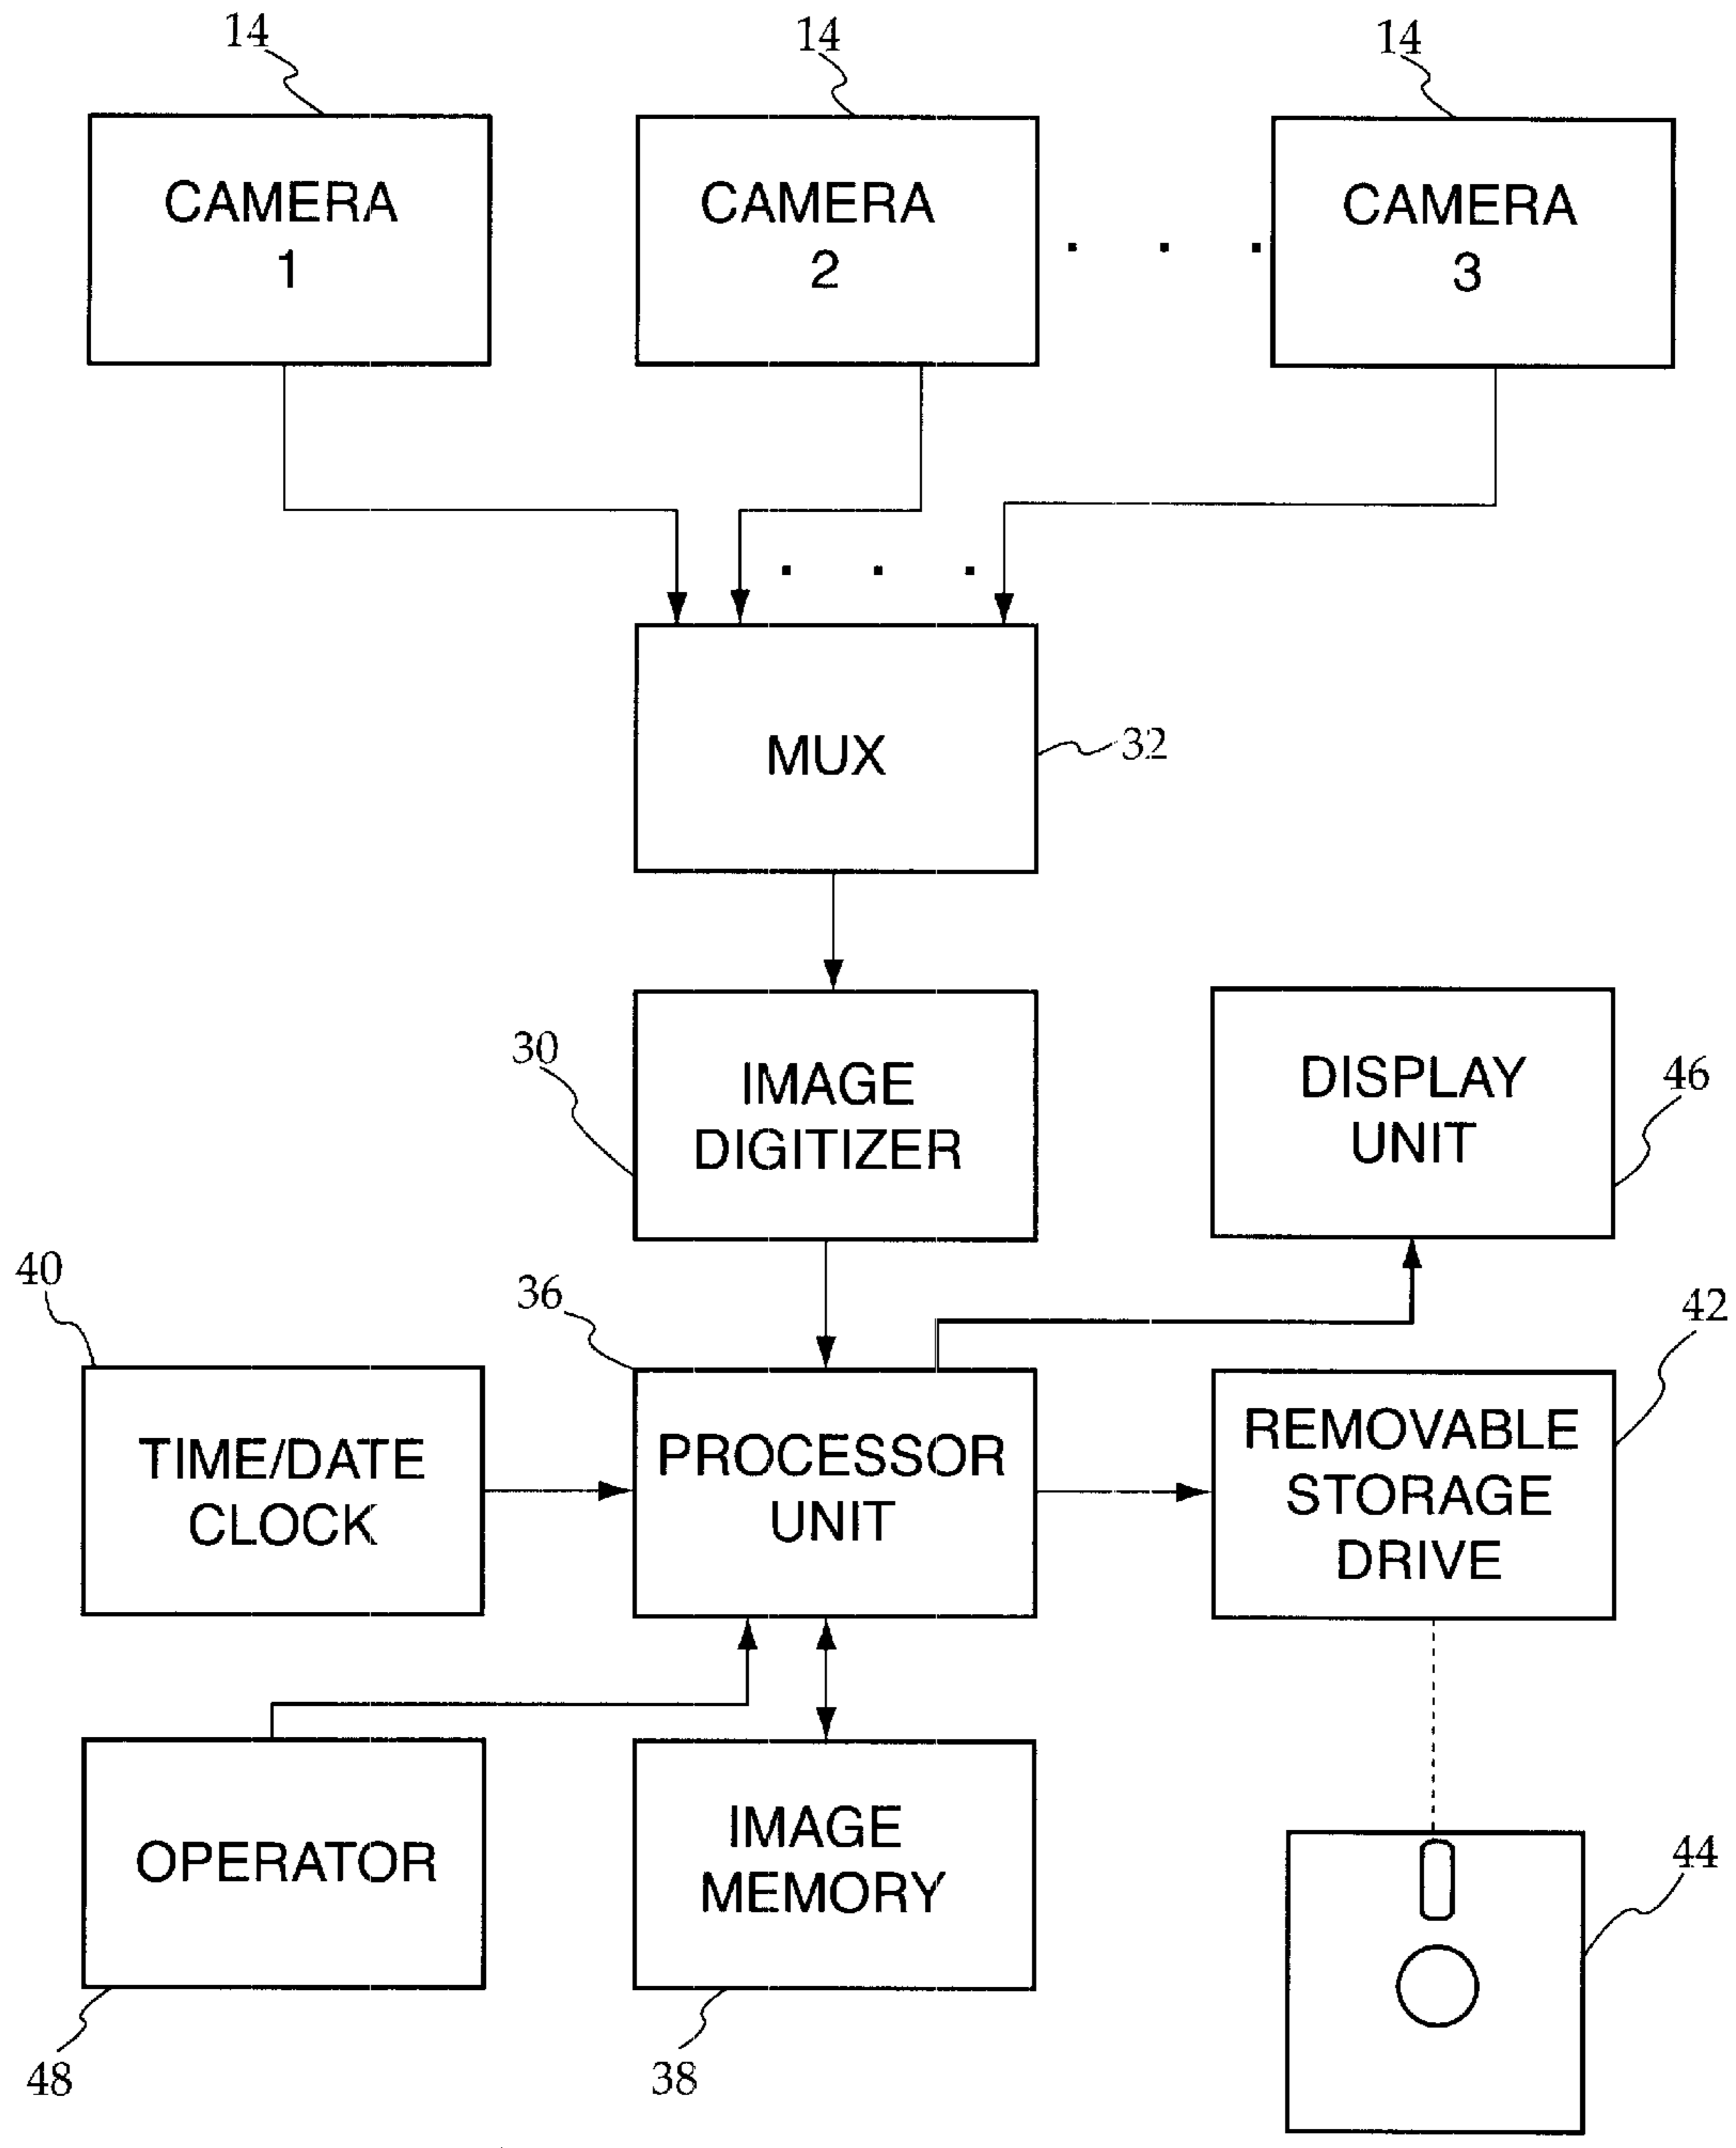 14
14
14
CAMERA
1
CAMERA
2
CAMERA
3
MUX
32
30
IMAGE
DIGITIZER
DISPLAY
UNIT
46
40
36
42
TIME/DATE
CLOCK
PROCESSOR
UNIT
REMOVABLE
STORAGE
DRIVE
OPERATOR
IMAGE
MEMORY
44
48
38